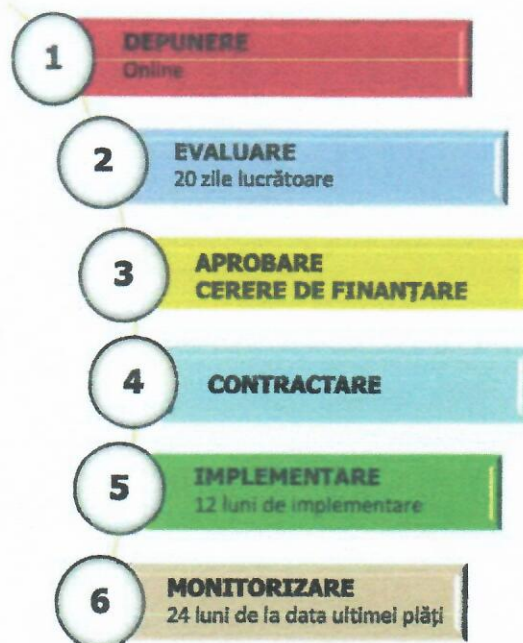 1
DEPUNERE
Online
2
EVALUARE
20 zile lucrătoare
3
APROBARE
CERERE DE FINANȚARE
4
CONTRACTARE
5
IMPLEMENTARE
12 luni de implementare
6
MONITORIZARE
24 luni de la data ultimei plăți